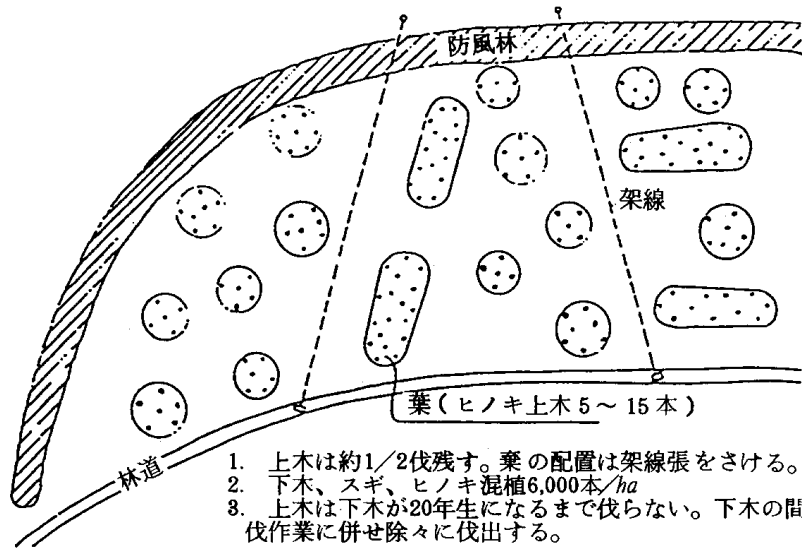 防風林
架線
葉(ヒノキ上木5～15本)
林道
1. 上木は約1/2伐残す。葉の配置は架線張をさける。
2. 下木、スギ、ヒノキ混植6,000本/ha
3. 上木は下木が20年生になるまで伐らない。下木の間
伐作業に併せ除々に伐出する。